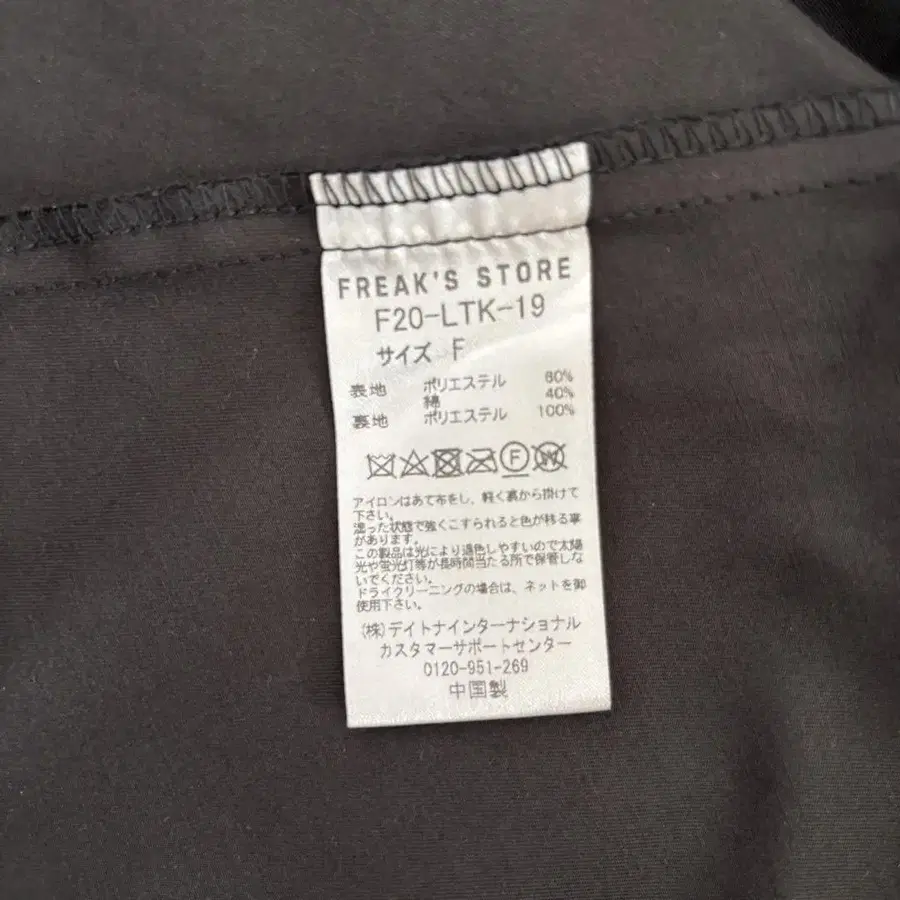 FREAK'S STORE
F20-LTK-19
サイズ F
表地 ポリエステル 60%
綿 40%
裏地 ポリエステル 100%
F W
アイロンはあて布をし、軽く裏から掛けて
下さい。
湿った状態で強くこすられると色が移る事
があります。
この製品は光により退色しやすいので太陽
光や蛍光灯等が長時間当たる所で保管しな
いでください。
ドライクリーニングの場合は、ネットを御
使用下さい。
(株)デイトナインターナショナル
カスタマーサポートセンター
0120-951-269
中国製